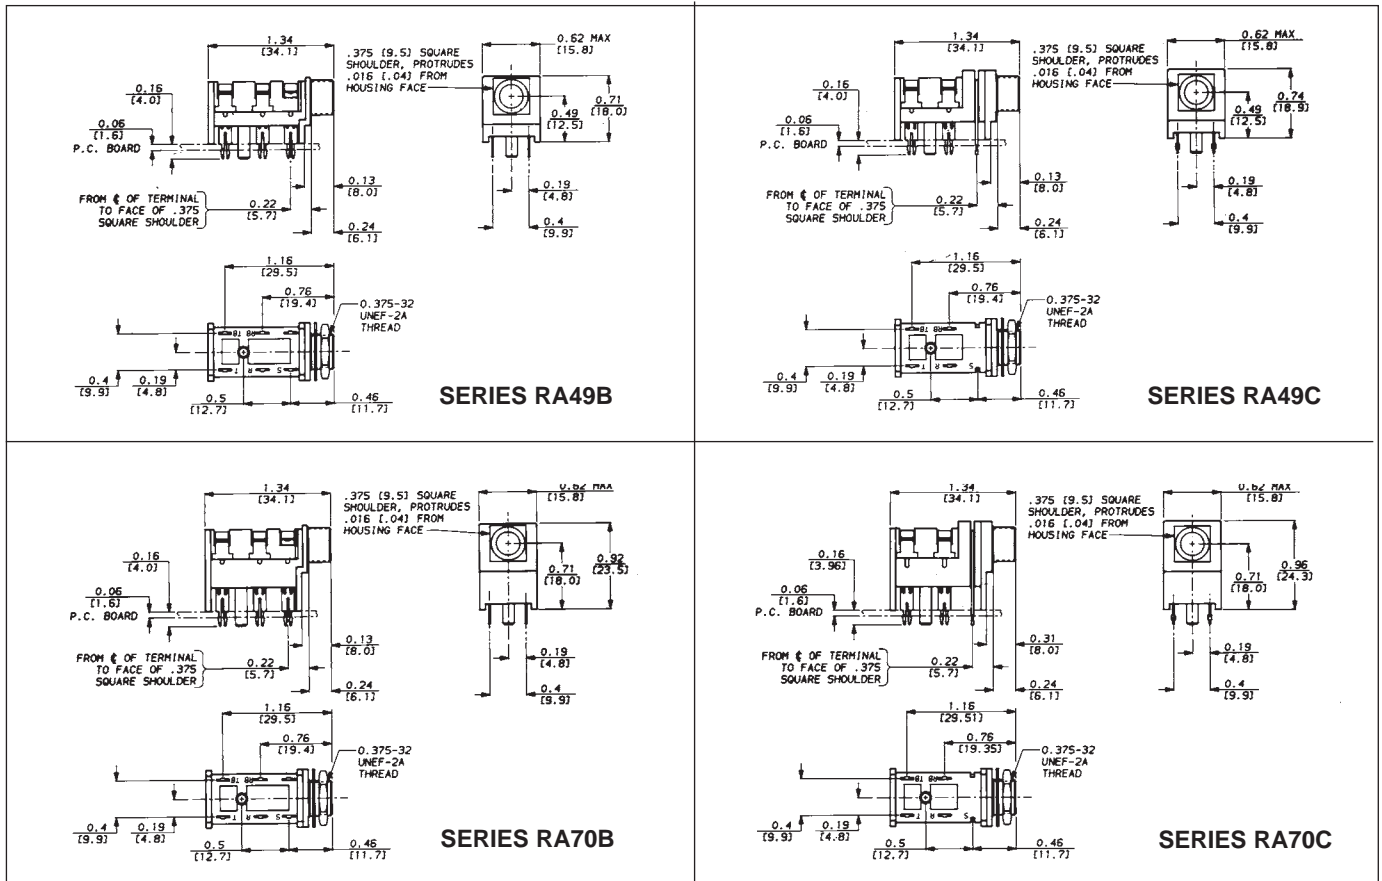 1.34
[34.1]
.375 [9.5] SQUARE
SHOULDER, PROTRUDES
.016 [.04] FROM
HOUSING FACE
0.62 MAX
[15.8]
0.16
[4.0]
0.71
[18.0]
0.49
[12.5]
0.06
[1.6]
P.C. BOARD
0.13
[8.0]
0.19
[4.8]
FROM ℄ OF TERMINAL
TO FACE OF .375
SQUARE SHOULDER
0.22
[5.7]
0.24
[6.1]
0.4
[9.9]
1.16
[29.5]
0.76
[19.4]
0.375-32
UNEF-2A
THREAD
TB RB
T R S
0.4
[9.9]
0.19
[4.8]
0.5
[12.7]
0.46
[11.7]
SERIES RA49B
1.34
[34.1]
.375 [9.5] SQUARE
SHOULDER, PROTRUDES
.016 [.04] FROM
HOUSING FACE
0.62 MAX
[15.8]
0.16
[4.0]
0.74
[18.9]
0.49
[12.5]
0.06
[1.6]
P.C. BOARD
0.13
[8.0]
0.19
[4.8]
FROM ℄ OF TERMINAL
TO FACE OF .375
SQUARE SHOULDER
0.22
[5.7]
0.24
[6.1]
0.4
[9.9]
1.16
[29.5]
0.76
[19.4]
0.375-32
UNEF-2A
THREAD
TB RB
T R S
0.4
[9.9]
0.19
[4.8]
0.5
[12.7]
0.46
[11.7]
SERIES RA49C
1.34
[34.1]
.375 [9.5] SQUARE
SHOULDER, PROTRUDES
.016 [.04] FROM
HOUSING FACE
0.62 MAX
[15.8]
0.16
[4.0]
0.92
[23.5]
0.71
[18.0]
0.06
[1.6]
P.C. BOARD
0.13
[8.0]
0.19
[4.8]
FROM ℄ OF TERMINAL
TO FACE OF .375
SQUARE SHOULDER
0.22
[5.7]
0.24
[6.1]
0.4
[9.9]
1.16
[29.5]
0.76
[19.4]
0.375-32
UNEF-2A
THREAD
TB RB
T R S
0.4
[9.9]
0.19
[4.8]
0.5
[12.7]
0.46
[11.7]
SERIES RA70B
1.34
[34.1]
.375 [9.5] SQUARE
SHOULDER, PROTRUDES
.016 [.04] FROM
HOUSING FACE
0.62 MAX
[15.8]
0.16
[3.96]
0.96
[24.3]
0.71
[18.0]
0.06
[1.6]
P.C. BOARD
0.31
[8.0]
0.19
[4.8]
FROM ℄ OF TERMINAL
TO FACE OF .375
SQUARE SHOULDER
0.22
[5.7]
0.24
[6.1]
0.4
[9.9]
1.16
[29.51]
0.76
[19.35]
0.375-32
UNEF-2A
THREAD
TB RB
T R S
0.4
[9.9]
0.19
[4.8]
0.5
[12.7]
0.46
[11.7]
SERIES RA70C